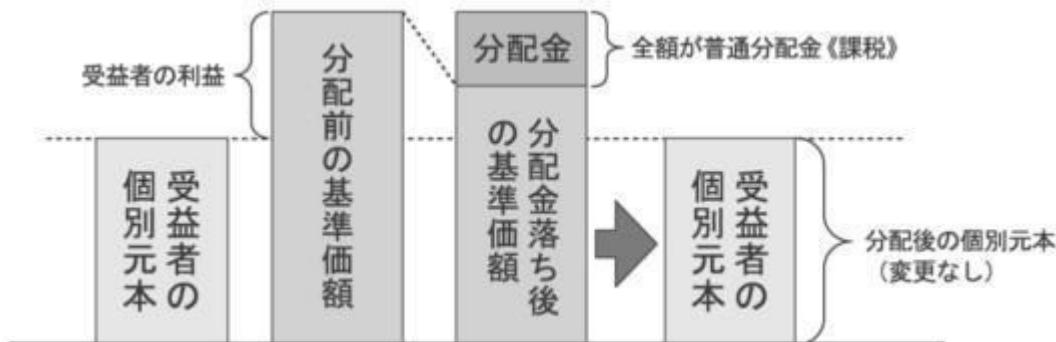 受益者の利益
分配前の基準価額
分配金
全額が普通分配金《課税》
受益者の
個別元本
分配金落ち後
の基準価額
受益者の
個別元本
分配後の個別元本
（変更なし）